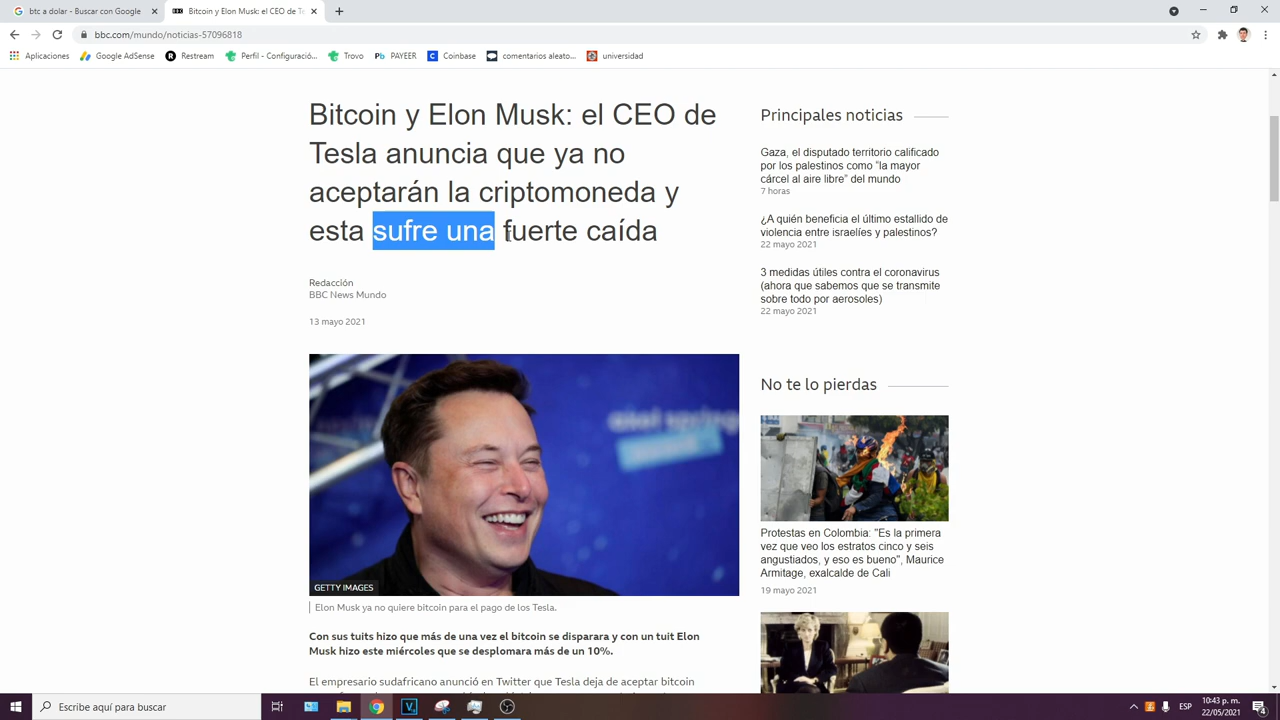 btc a dolar - Buscar con Google
Bitcoin y Elon Musk: el CEO de Te
bbc.com/mundo/noticias-57096818
Aplicaciones
Google AdSense
Restream
Perfil - Configuració...
Trovo
PAYEER
Coinbase
comentarios aleato...
universidad
Bitcoin y Elon Musk: el CEO de
Tesla anuncia que ya no
aceptarán la criptomoneda y
esta sufre una fuerte caída
Redacción
BBC News Mundo
13 mayo 2021
GETTY IMAGES
Elon Musk ya no quiere bitcoin para el pago de los Tesla.
Con sus tuits hizo que más de una vez el bitcoin se disparara y con un tuit Elon
Musk hizo este miércoles que se desplomara más de un 10%.
El empresario sudafricano anunció en Twitter que Tesla deja de aceptar bitcoin
Principales noticias
Gaza, el disputado territorio calificado
por los palestinos como “la mayor
cárcel al aire libre” del mundo
7 horas
¿A quién beneficia el último estallido de
violencia entre israelíes y palestinos?
22 mayo 2021
3 medidas útiles contra el coronavirus
(ahora que sabemos que se transmite
sobre todo por aerosoles)
22 mayo 2021
No te lo pierdas
Protestas en Colombia: "Es la primera
vez que veo los estratos cinco y seis
angustiados, y eso es bueno", Maurice
Armitage, exalcalde de Cali
19 mayo 2021
Escribe aquí para buscar
ESP
10:43 p. m.
22/05/2021